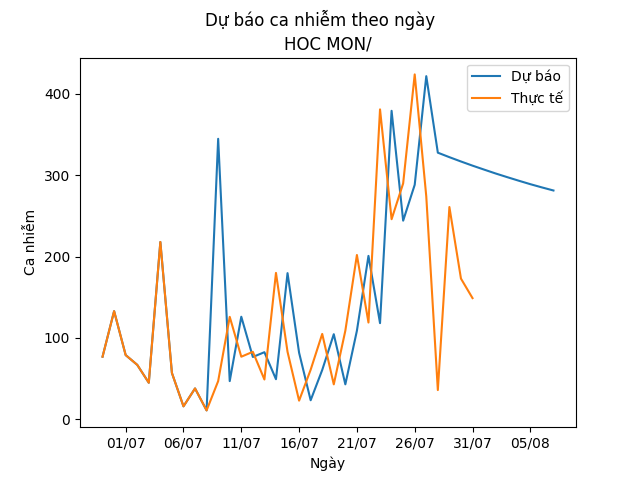 Dự báo ca nhiễm theo ngày
HOC MON/
Dự báo
Thực tế
Ca nhiễm
400
300
200
100
0
01/07 06/07 11/07 16/07 21/07 26/07 31/07 05/08
Ngày